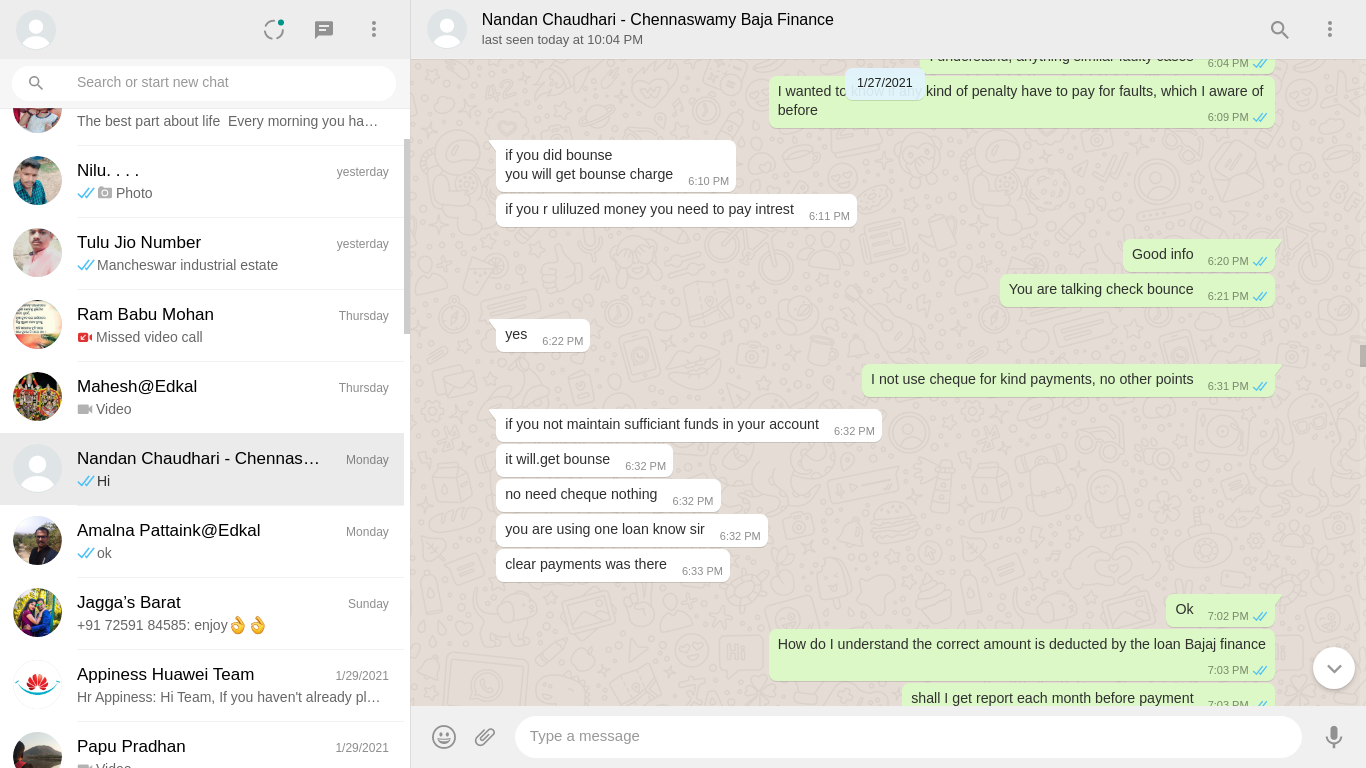 Search or start new chat
The best part about life  Every morning you ha…
Nilu. . . .
yesterday
Photo
Tulu Jio Number
yesterday
Mancheswar industrial estate
Ram Babu Mohan
Thursday
Missed video call
Mahesh@Edkal
Thursday
Video
Nandan Chaudhari - Chennas…
Monday
Hi
Amalna Pattaink@Edkal
Monday
ok
Jagga's Barat
Sunday
+91 72591 84585: enjoy👌👌
Appiness Huawei Team
1/29/2021
Hr Appiness: Hi Team, If you haven't already pl…
Papu Pradhan
1/29/2021
Video
Nandan Chaudhari - Chennaswamy Baja Finance
last seen today at 10:04 PM
I understand, anything similar faulty cases
6:04 PM
1/27/2021
I wanted to know if any kind of penalty have to pay for faults, which I aware of
before
6:09 PM
if you did bounse
you will get bounse charge
6:10 PM
if you r uliluzed money you need to pay intrest
6:11 PM
Good info
6:20 PM
You are talking check bounce
6:21 PM
yes
6:22 PM
I not use cheque for kind payments, no other points
6:31 PM
if you not maintain sufficiant funds in your account
6:32 PM
it will.get bounse
6:32 PM
no need cheque nothing
6:32 PM
you are using one loan know sir
6:32 PM
clear payments was there
6:33 PM
Ok
7:02 PM
How do I understand the correct amount is deducted by the loan Bajaj finance
7:03 PM
shall I get report each month before payment
7:03 PM
Type a message